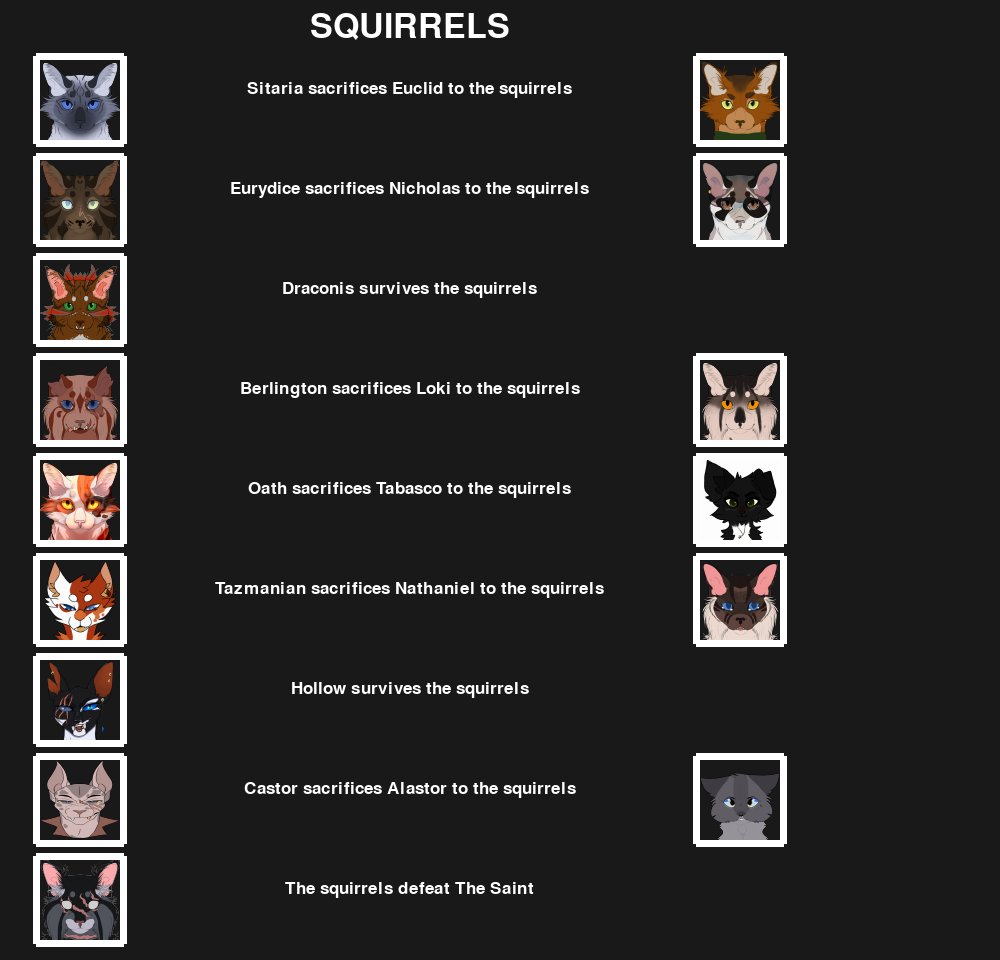 SQUIRRELS
Sitaria sacrifices Euclid to the squirrels
Eurydice sacrifices Nicholas to the squirrels
Draconis survives the squirrels
Berlington sacrifices Loki to the squirrels
Oath sacrifices Tabasco to the squirrels
Tazmanian sacrifices Nathaniel to the squirrels
Hollow survives the squirrels
Castor sacrifices Alastor to the squirrels
The squirrels defeat The Saint